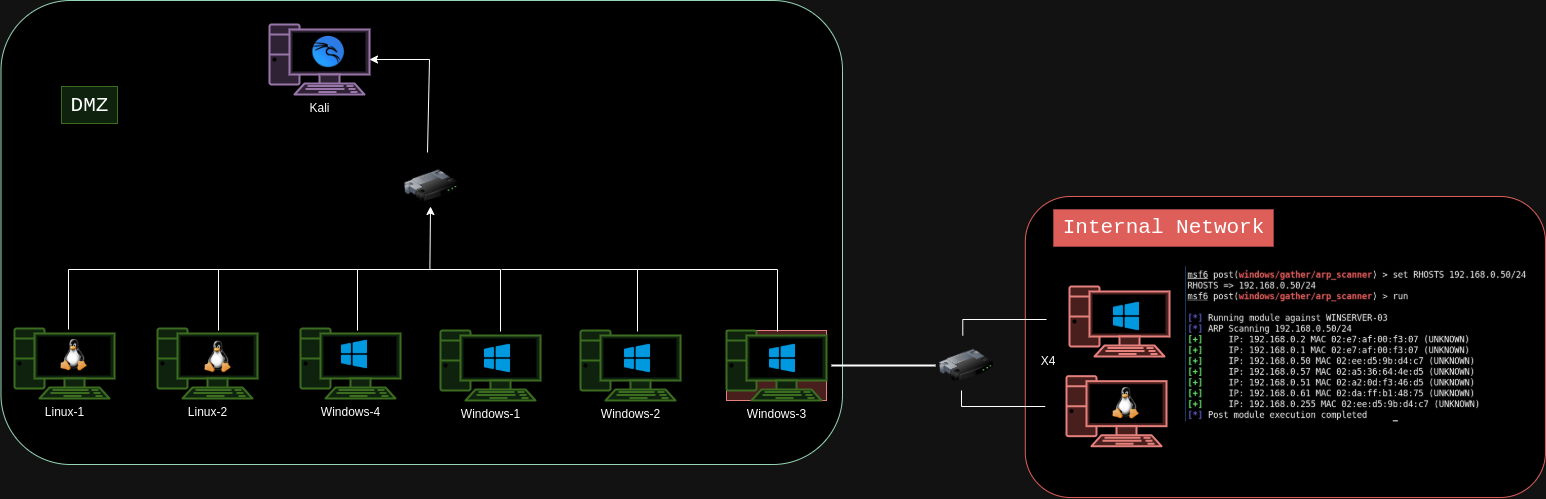 Kali
DMZ
Linux-1
Linux-2
Windows-4
Windows-1
Windows-2
Windows-3
Internal Network
X4
msf6 post(windows/gather/arp_scanner) > set RHOSTS 192.168.0.50/24
RHOSTS => 192.168.0.50/24
msf6 post(windows/gather/arp_scanner) > run
[*] Running module against WINSERVER-03
[*] ARP Scanning 192.168.0.50/24
[+]     IP: 192.168.0.2 MAC 02:e7:af:00:f3:07 (UNKNOWN)
[+]     IP: 192.168.0.1 MAC 02:e7:af:00:f3:07 (UNKNOWN)
[+]     IP: 192.168.0.50 MAC 02:ee:d5:9b:d4:c7 (UNKNOWN)
[+]     IP: 192.168.0.57 MAC 02:a5:36:64:4e:d5 (UNKNOWN)
[+]     IP: 192.168.0.51 MAC 02:a2:0d:f3:46:d5 (UNKNOWN)
[+]     IP: 192.168.0.61 MAC 02:da:ff:b1:48:75 (UNKNOWN)
[+]     IP: 192.168.0.255 MAC 02:ee:d5:9b:d4:c7 (UNKNOWN)
[*] Post module execution completed